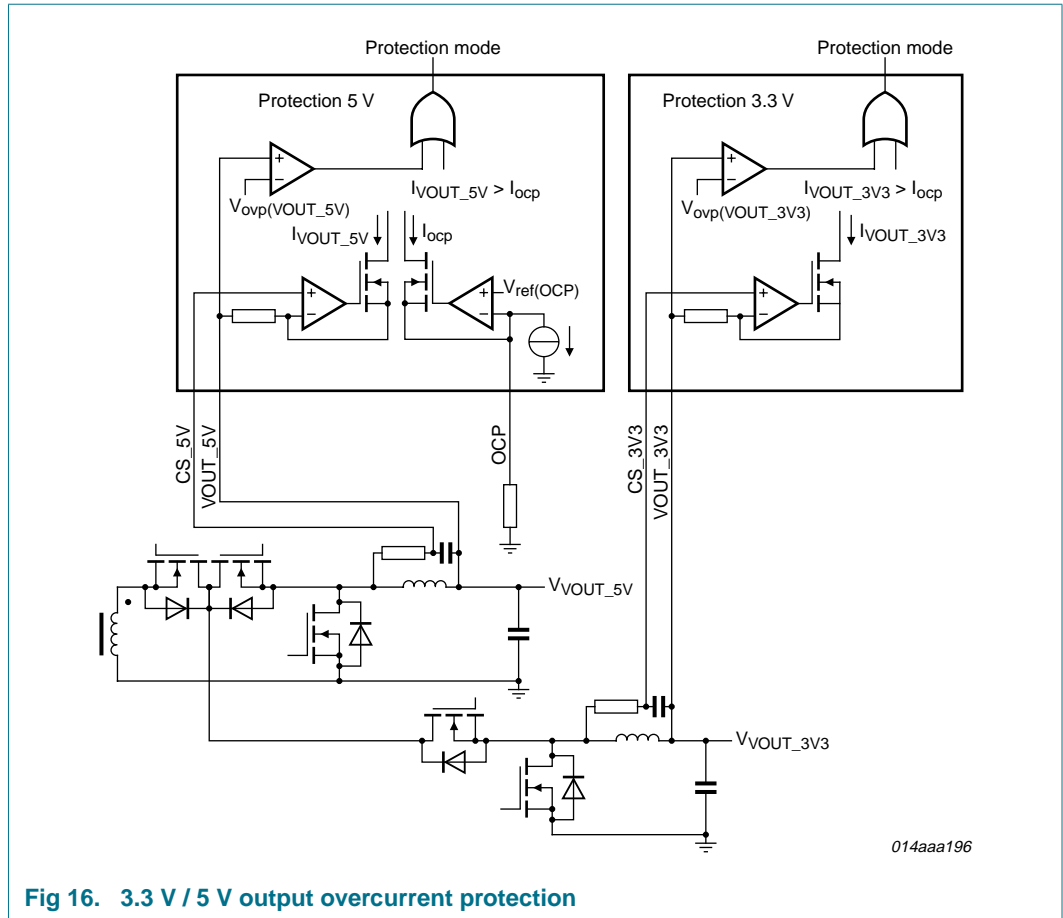 Protection mode
Protection mode
Protection 5 V
Protection 3.3 V
+
−
Vovp(VOUT_5V)
IVOUT_5V > Iocp
IVOUT_5V
Iocp
+
−
Vref(OCP)
+
−
+
−
Vovp(VOUT_3V3)
IVOUT_3V3 > Iocp
IVOUT_3V3
+
−
CS_5V
VOUT_5V
OCP
CS_3V3
VOUT_3V3
VVOUT_5V
VVOUT_3V3
014aaa196
Fig 16. 3.3 V / 5 V output overcurrent protection